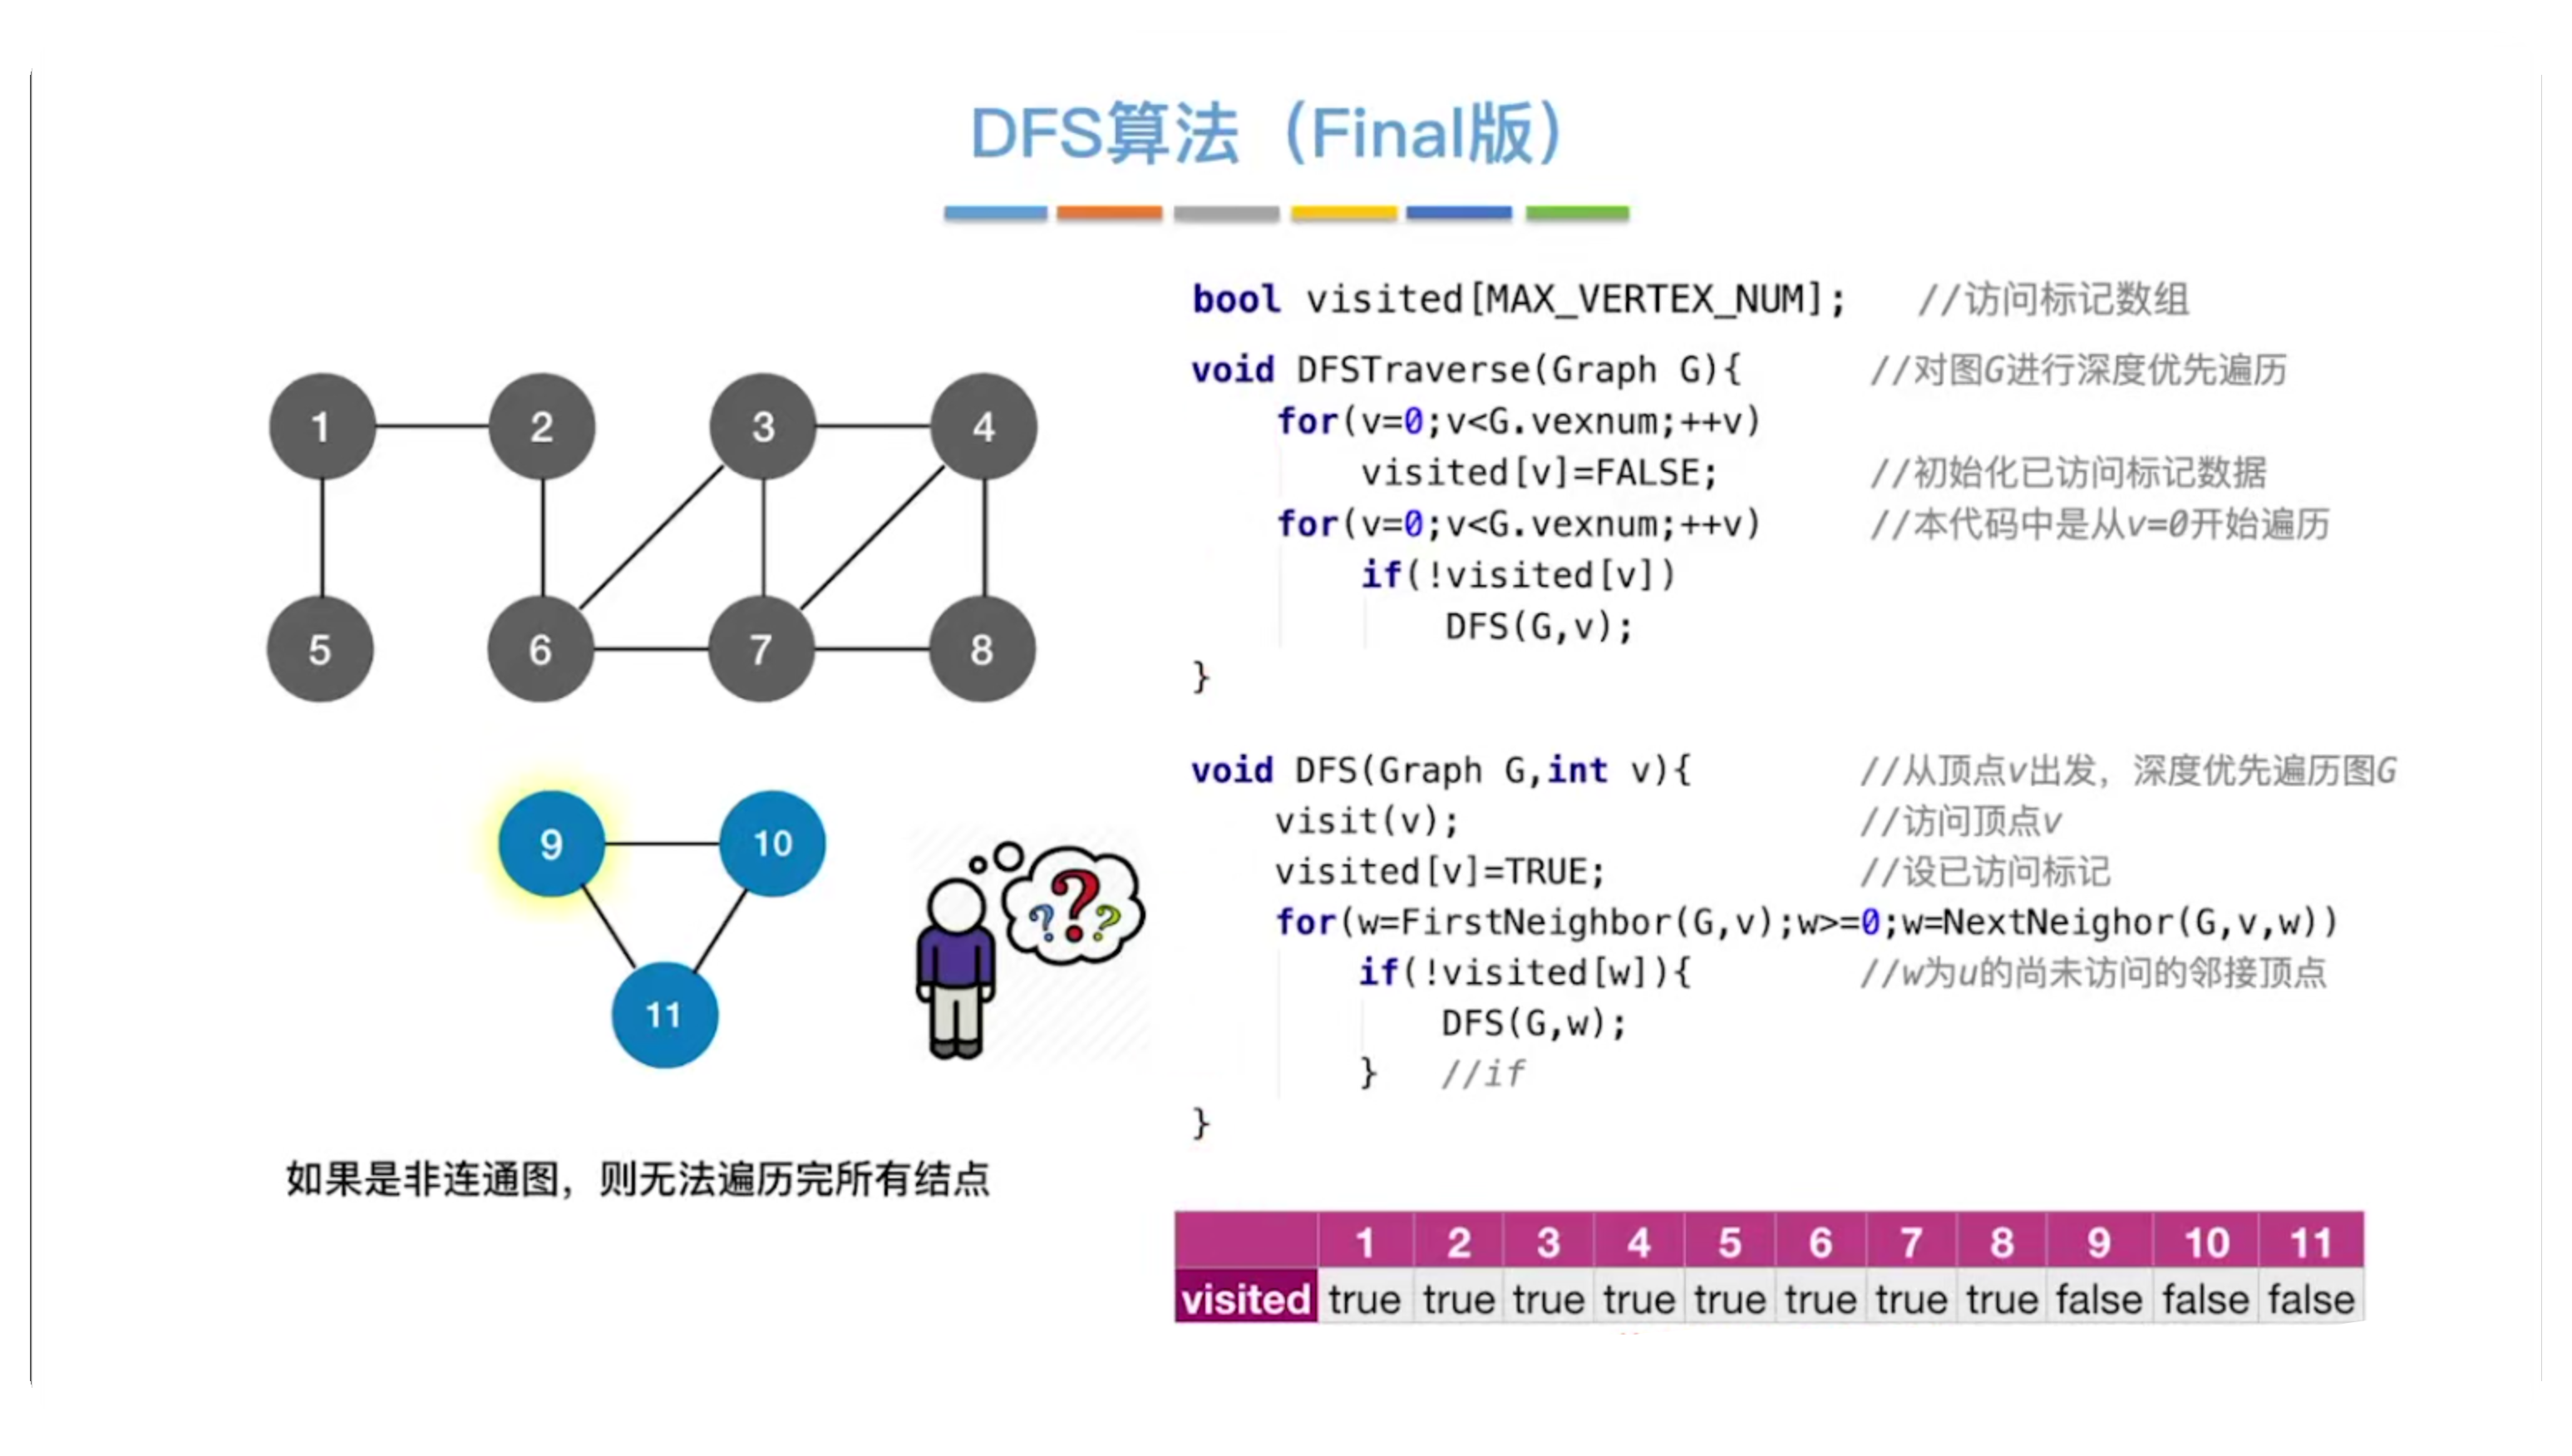 DFS算法（Final版）
1
2
3
4
5
6
7
8
9
10
11
如果是非连通图，则无法遍历完所有结点
bool visited[MAX_VERTEX_NUM]; //访问标记数组
void DFSTraverse(Graph G){ //对图G进行深度优先遍历
for(v=0;v<G.vexnum;++v)
visited[v]=FALSE; //初始化已访问标记数据
for(v=0;v<G.vexnum;++v) //本代码中是从v=0开始遍历
if(!visited[v])
DFS(G,v);
}
void DFS(Graph G,int v){ //从顶点v出发，深度优先遍历图G
visit(v); //访问顶点v
visited[v]=TRUE; //设已访问标记
for(w=FirstNeighbor(G,v);w>=0;w=NextNeighor(G,v,w))
if(!visited[w]){ //w为u的尚未访问的邻接顶点
DFS(G,w);
} //if
}
1 2 3 4 5 6 7 8 9 10 11
visited true true true true true true true true false false false